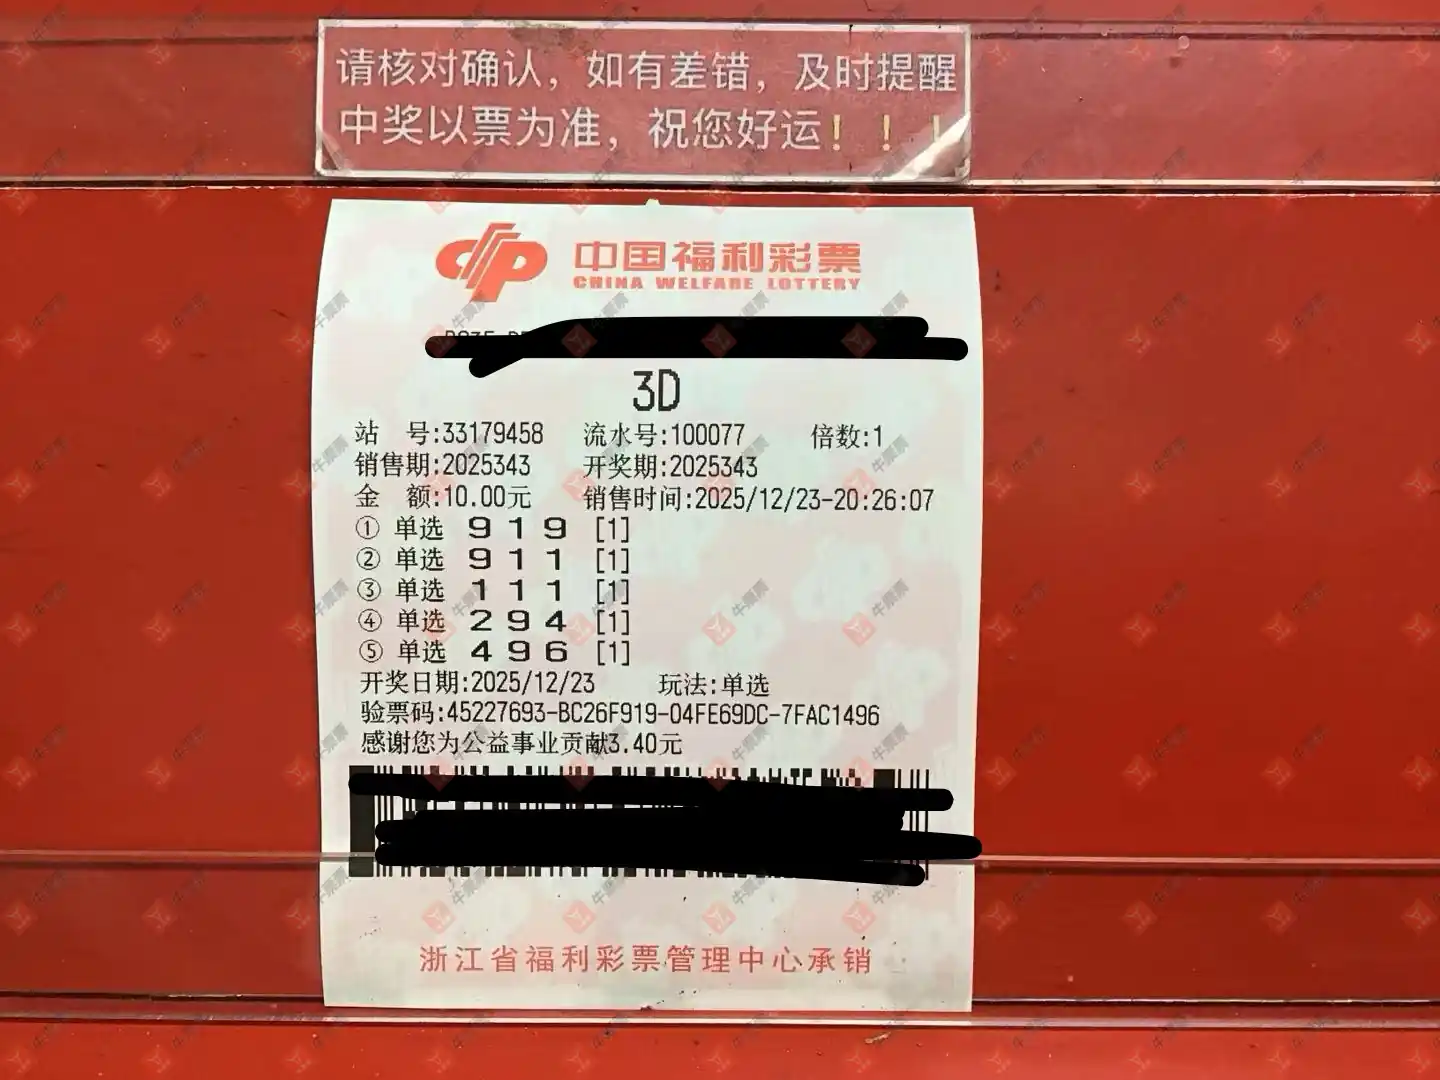 请核对确认，如有差错，及时提醒
中奖以票为准，祝您好运！！！
中国福利彩票
CHINA WELFARE LOTTERY
3D
站 号:33179458 流水号:100077 倍数:1
销售期:2025343 开奖期:2025343
金 额:10.00元 销售时间:2025/12/23-20:26:07
① 单选 9 1 9 [1]
② 单选 9 1 1 [1]
③ 单选 1 1 1 [1]
④ 单选 2 9 4 [1]
⑤ 单选 4 9 6 [1]
开奖日期:2025/12/23 玩法:单选
验票码:45227693-BC26F919-04FE69DC-7FAC1496
感谢您为公益事业贡献3.40元
浙江省福利彩票管理中心承销